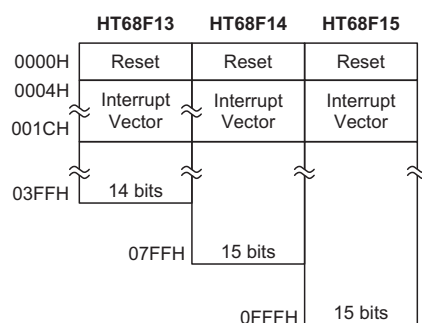 HT68F13 HT68F14 HT68F15
0000H Reset Reset Reset
0004H
Interrupt Vector Interrupt Vector Interrupt Vector
001CH
03FFH 14 bits
07FFH 15 bits
0FFFH 15 bits